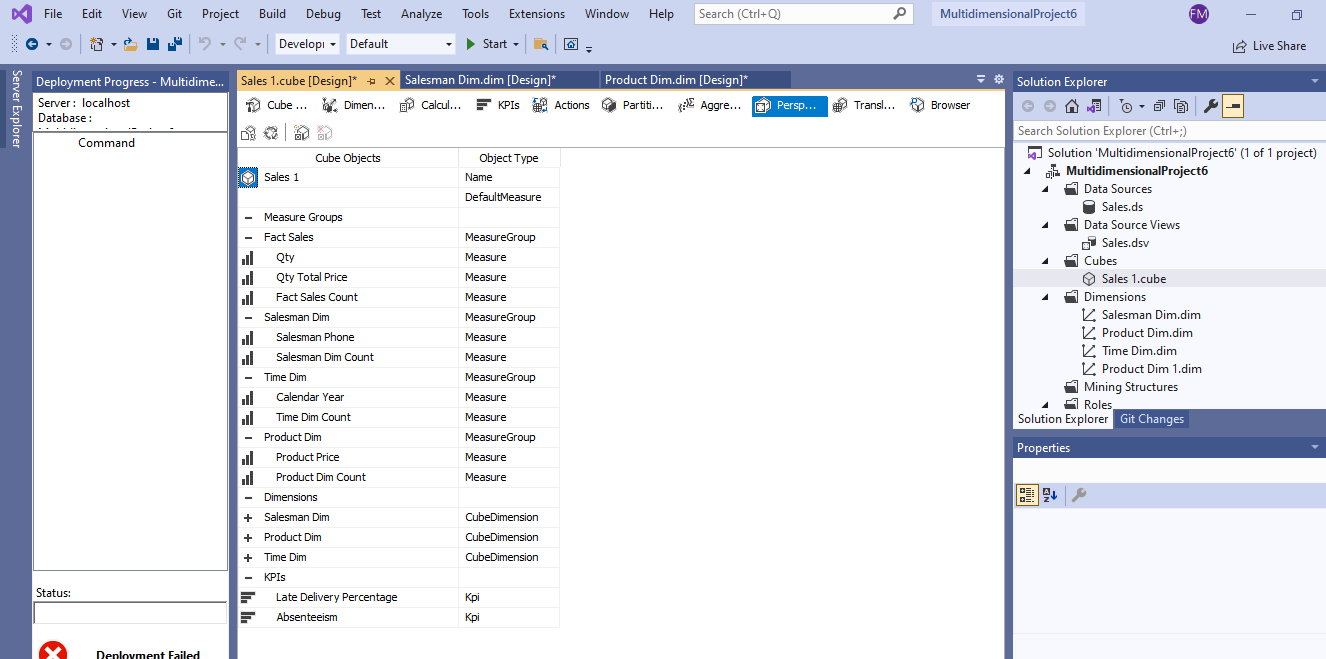 File Edit View Git Project Build Debug Test Analyze Tools Extensions Window Help Search (Ctrl+Q) MultidimensionalProject6 FM
Developı Default Start Live Share
Server Explorer
Deployment Progress - Multidime...
Server : localhost
Database :
Command
Status:
Deployment Failed
Sales 1.cube [Design]* Salesman Dim.dim [Design]* Product Dim.dim [Design]*
Cube ... Dimen... Calcul... KPIs Actions Partiti... Aggre... Persp... Transl... Browser
Cube Objects Object Type
Sales 1 Name
DefaultMeasure
Measure Groups
Fact Sales MeasureGroup
Qty Measure
Qty Total Price Measure
Fact Sales Count Measure
Salesman Dim MeasureGroup
Salesman Phone Measure
Salesman Dim Count Measure
Time Dim MeasureGroup
Calendar Year Measure
Time Dim Count Measure
Product Dim MeasureGroup
Product Price Measure
Product Dim Count Measure
Dimensions
Salesman Dim CubeDimension
Product Dim CubeDimension
Time Dim CubeDimension
KPIs
Late Delivery Percentage Kpi
Absenteeism Kpi
Solution Explorer
Search Solution Explorer (Ctrl+;)
Solution 'MultidimensionalProject6' (1 of 1 project)
MultidimensionalProject6
Data Sources
Sales.ds
Data Source Views
Sales.dsv
Cubes
Sales 1.cube
Dimensions
Salesman Dim.dim
Product Dim.dim
Time Dim.dim
Product Dim 1.dim
Mining Structures
Roles
Solution Explorer Git Changes
Properties